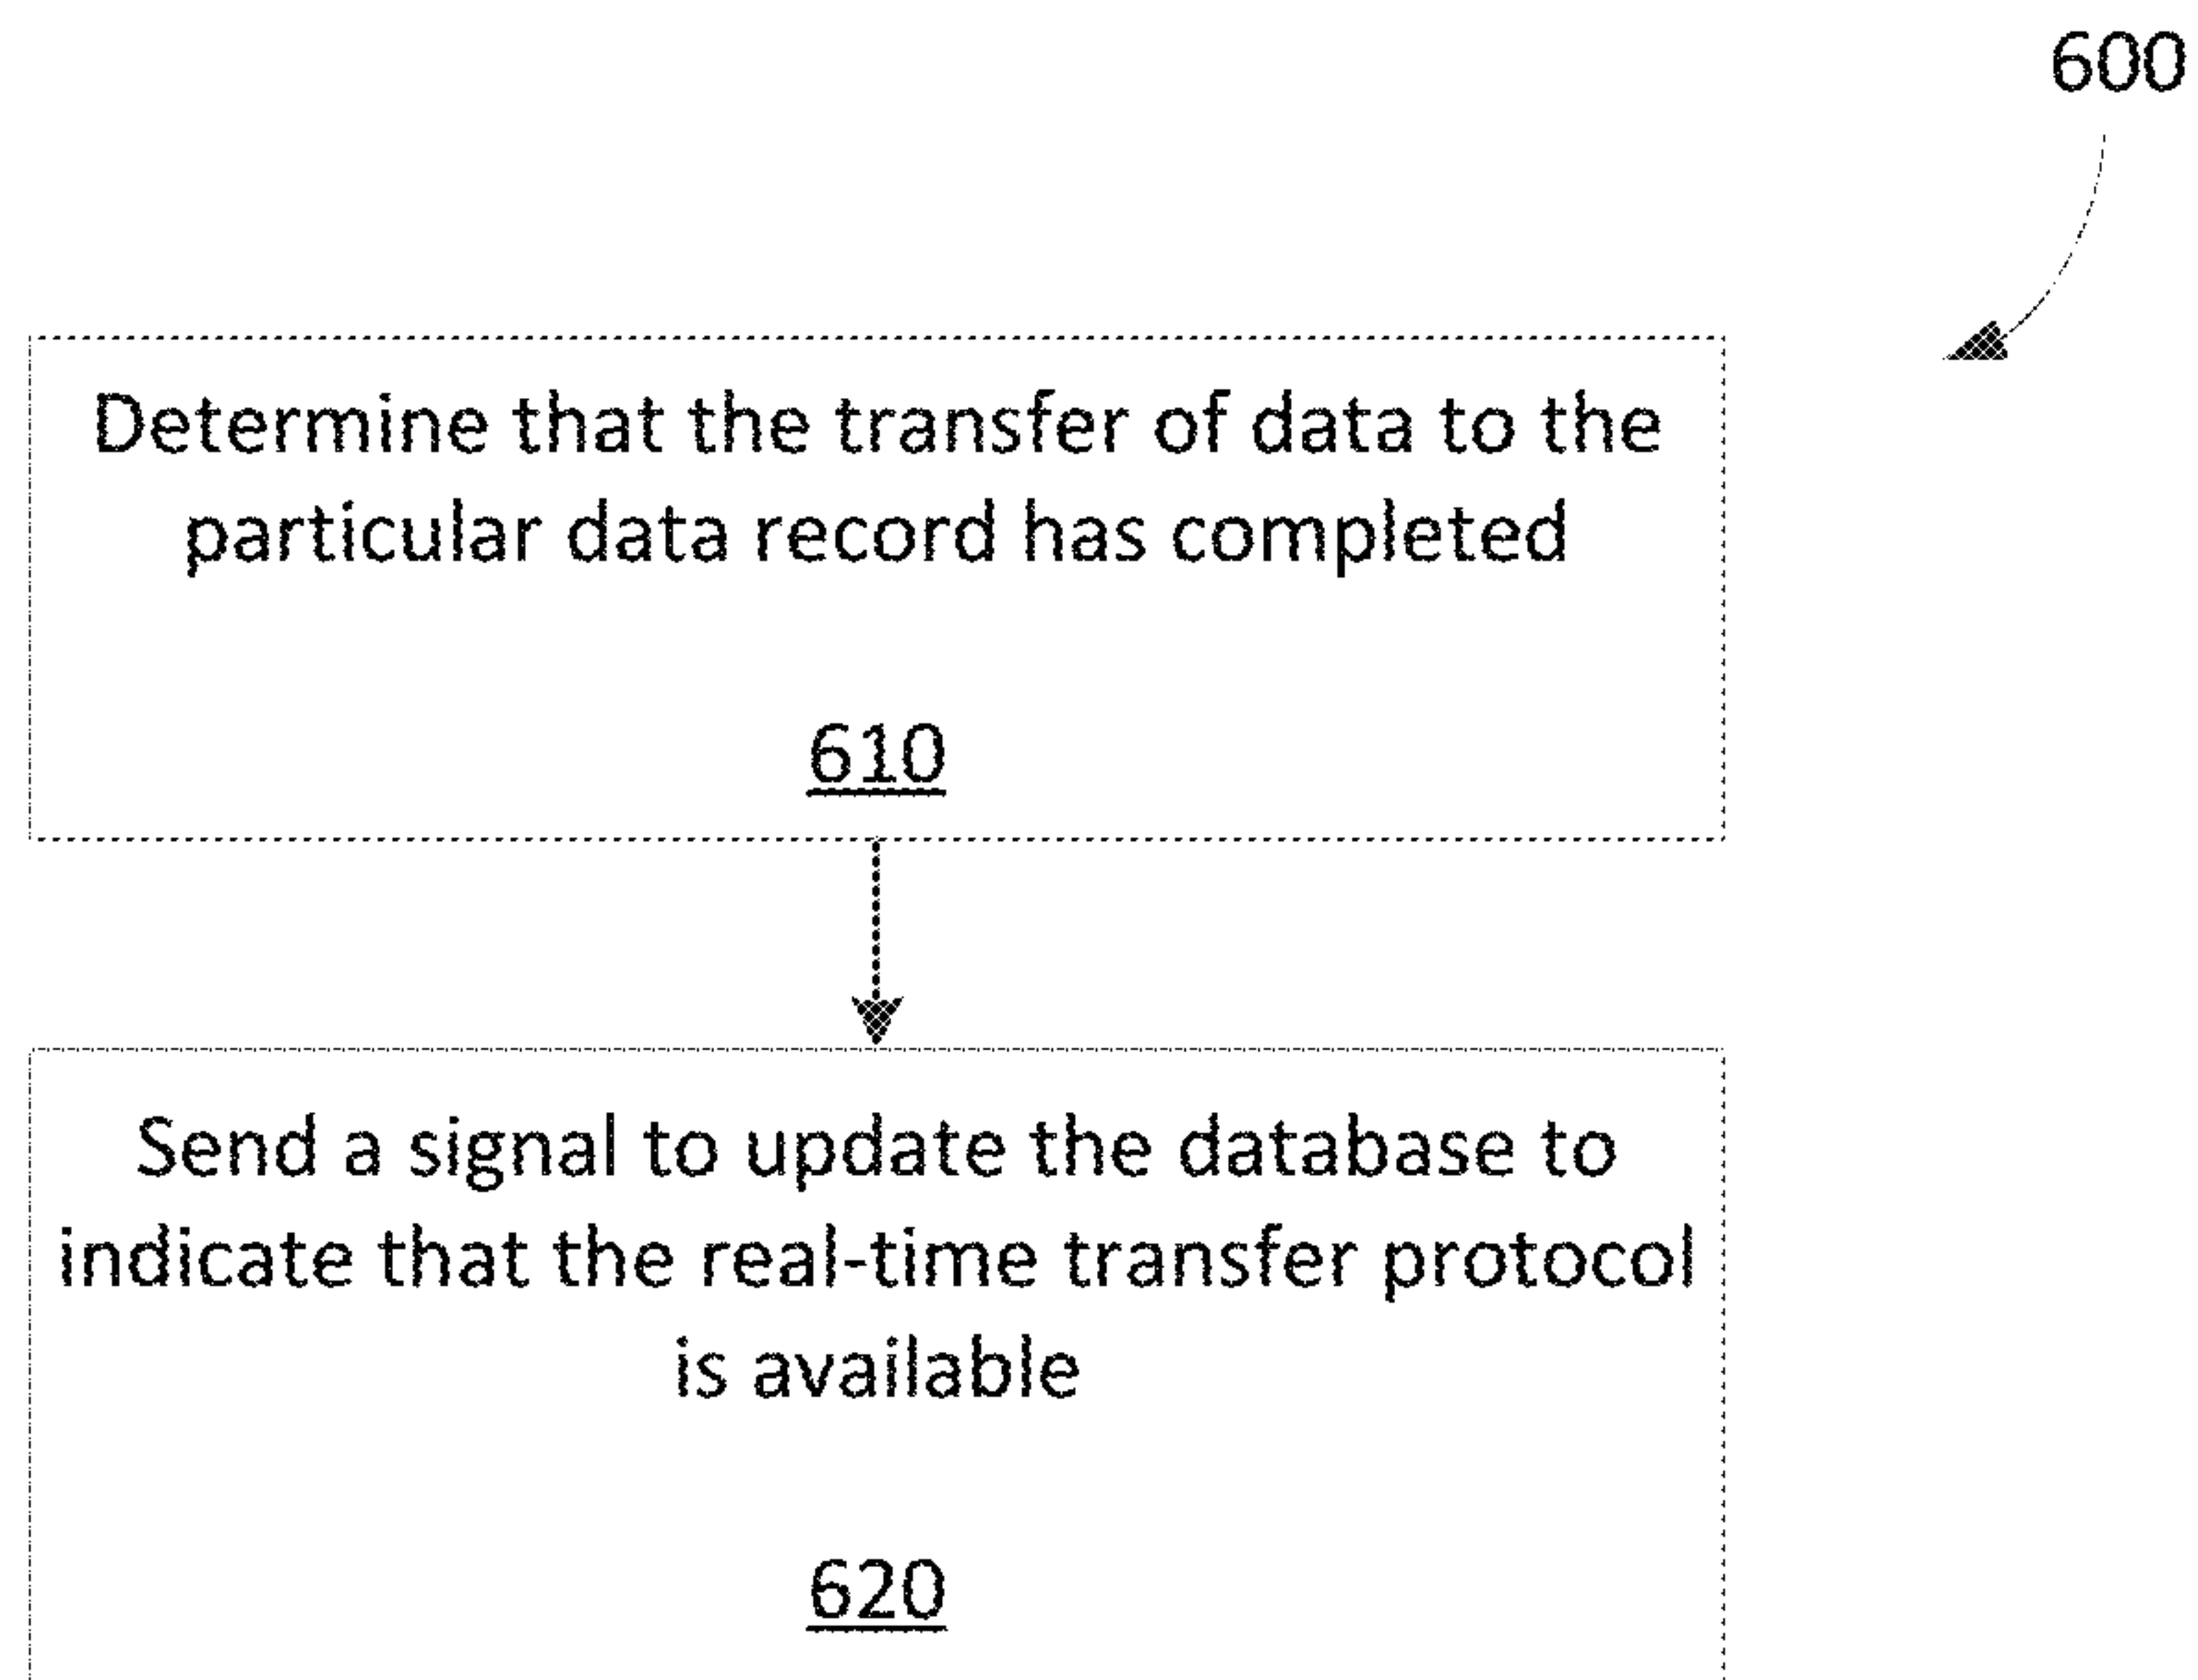 600
Determine that the transfer of data to the
particular data record has completed
610
Send a signal to update the database to
indicate that the real-time transfer protocol
is available
620